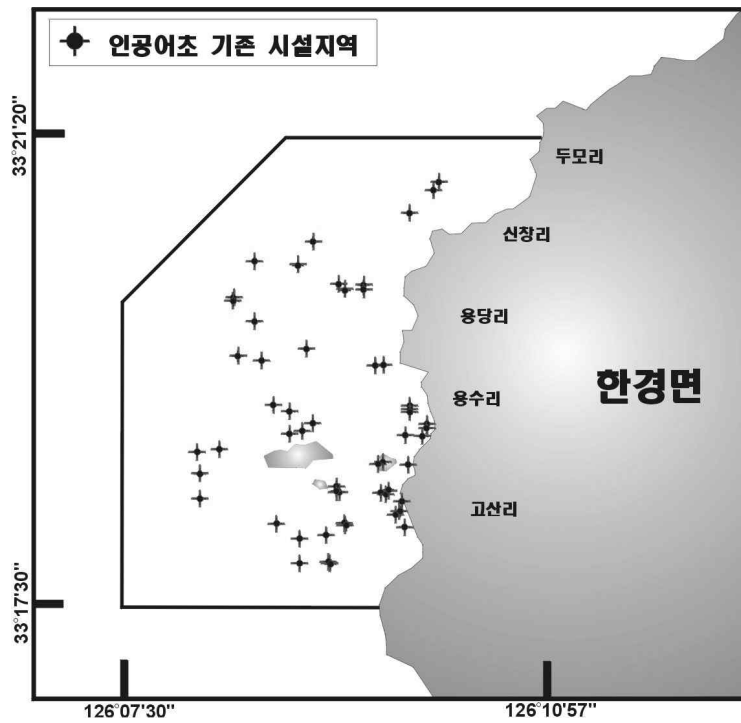 인공어초 기존 시설지역
33°21'20"
두모리
신창리
용당리
한경면
용수리
고산리
33°17'30"
126°07'30"
126°10'57"